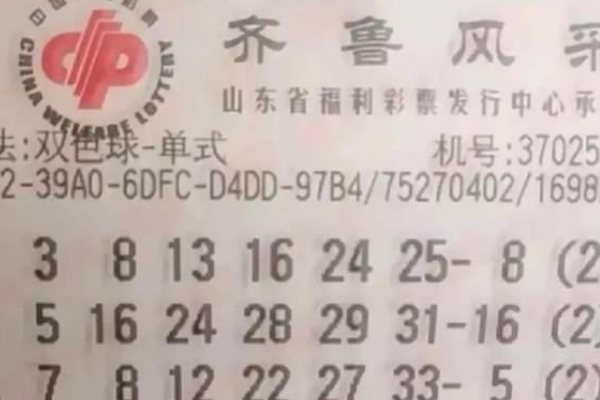 CHINA WELFARE LOTTERY
齐鲁风采
山东省福利彩票发行中心承
法:双色球-单式 机号:37025
2-39A0-6DFC-D4DD-97B4/75270402/1698
3 8 13 16 24 25- 8 (2
5 16 24 28 29 31-16 (2)
7 8 12 22 27 33- 5 (2)